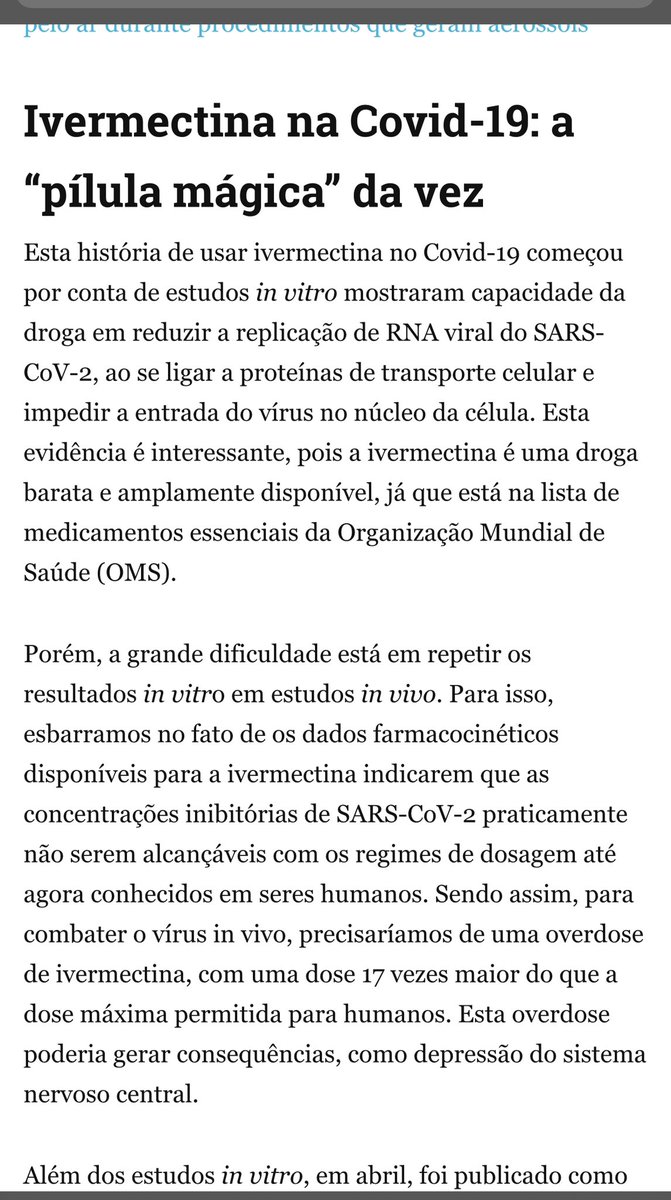 pelo ar durante procedimentos que geram aerossóis
Ivermectina na Covid-19: a
“pílula mágica” da vez
Esta história de usar ivermectina no Covid-19 começou
por conta de estudos in vitro mostraram capacidade da
droga em reduzir a replicação de RNA viral do SARS-
CoV-2, ao se ligar a proteínas de transporte celular e
impedir a entrada do vírus no núcleo da célula. Esta
evidência é interessante, pois a ivermectina é uma droga
barata e amplamente disponível, já que está na lista de
medicamentos essenciais da Organização Mundial de
Saúde (OMS).
Porém, a grande dificuldade está em repetir os
resultados in vitro em estudos in vivo. Para isso,
esbarramos no fato de os dados farmacocinéticos
disponíveis para a ivermectina indicarem que as
concentrações inibitórias de SARS-CoV-2 praticamente
não serem alcançáveis com os regimes de dosagem até
agora conhecidos em seres humanos. Sendo assim, para
combater o vírus in vivo, precisaríamos de uma overdose
de ivermectina, com uma dose 17 vezes maior do que a
dose máxima permitida para humanos. Esta overdose
poderia gerar consequências, como depressão do sistema
nervoso central.
Além dos estudos in vitro, em abril, foi publicado como